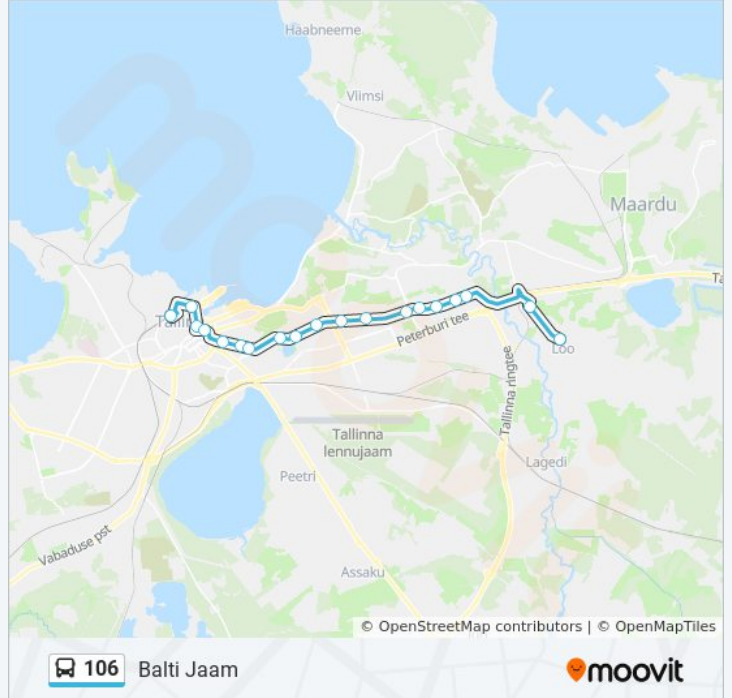 Haabneeme
Viimsi
Maardu
Tallinn
Peterburi tee
Loo
Tallinna ringtee
Tallinna
lennujaam
Lagedi
Peetri
Vabaduse pst
Assaku
© OpenStreetMap contributors | © OpenMapTiles
106 Balti Jaam
moovit